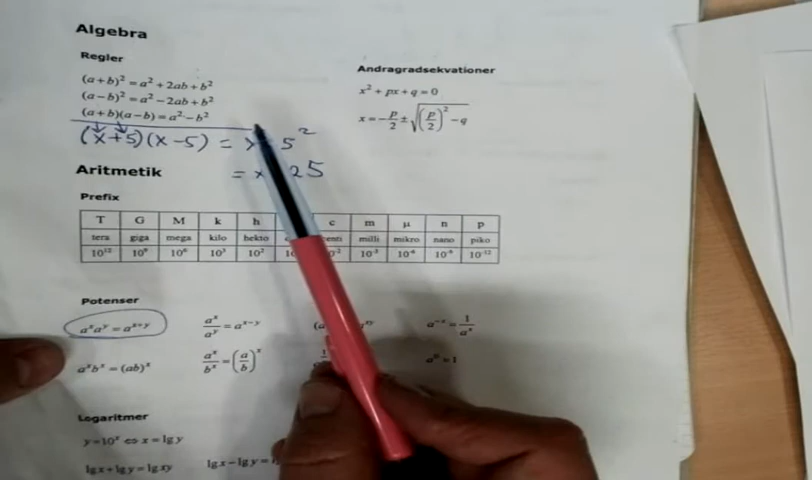 Algebra
Regler
(a+b)² = a² + 2ab + b²
(a−b)² = a² − 2ab + b²
(a+b)(a−b) = a² − b²
Andragradsekvationer
x² + px + q = 0
x = −p/2 ± √((p/2)² − q)
(x+5)(x−5) = x 5²
= x 25
Aritmetik
Prefix
T G M k h c m μ n p
tera giga mega kilo hekto centi milli mikro nano piko
10¹² 10⁹ 10⁶ 10³ 10² 10⁻² 10⁻³ 10⁻⁶ 10⁻⁹ 10⁻¹²
Potenser
aˣaʸ = aˣ⁺ʸ aˣ/aʸ = aˣ⁻ʸ a⁻ˣ = 1/aˣ
aˣbˣ = (ab)ˣ aˣ/bˣ = (a/b)ˣ a⁰ = 1
Logaritmer
y = 10ˣ ⇔ x = lg y
lg x + lg y = lg xy lg x − lg y =